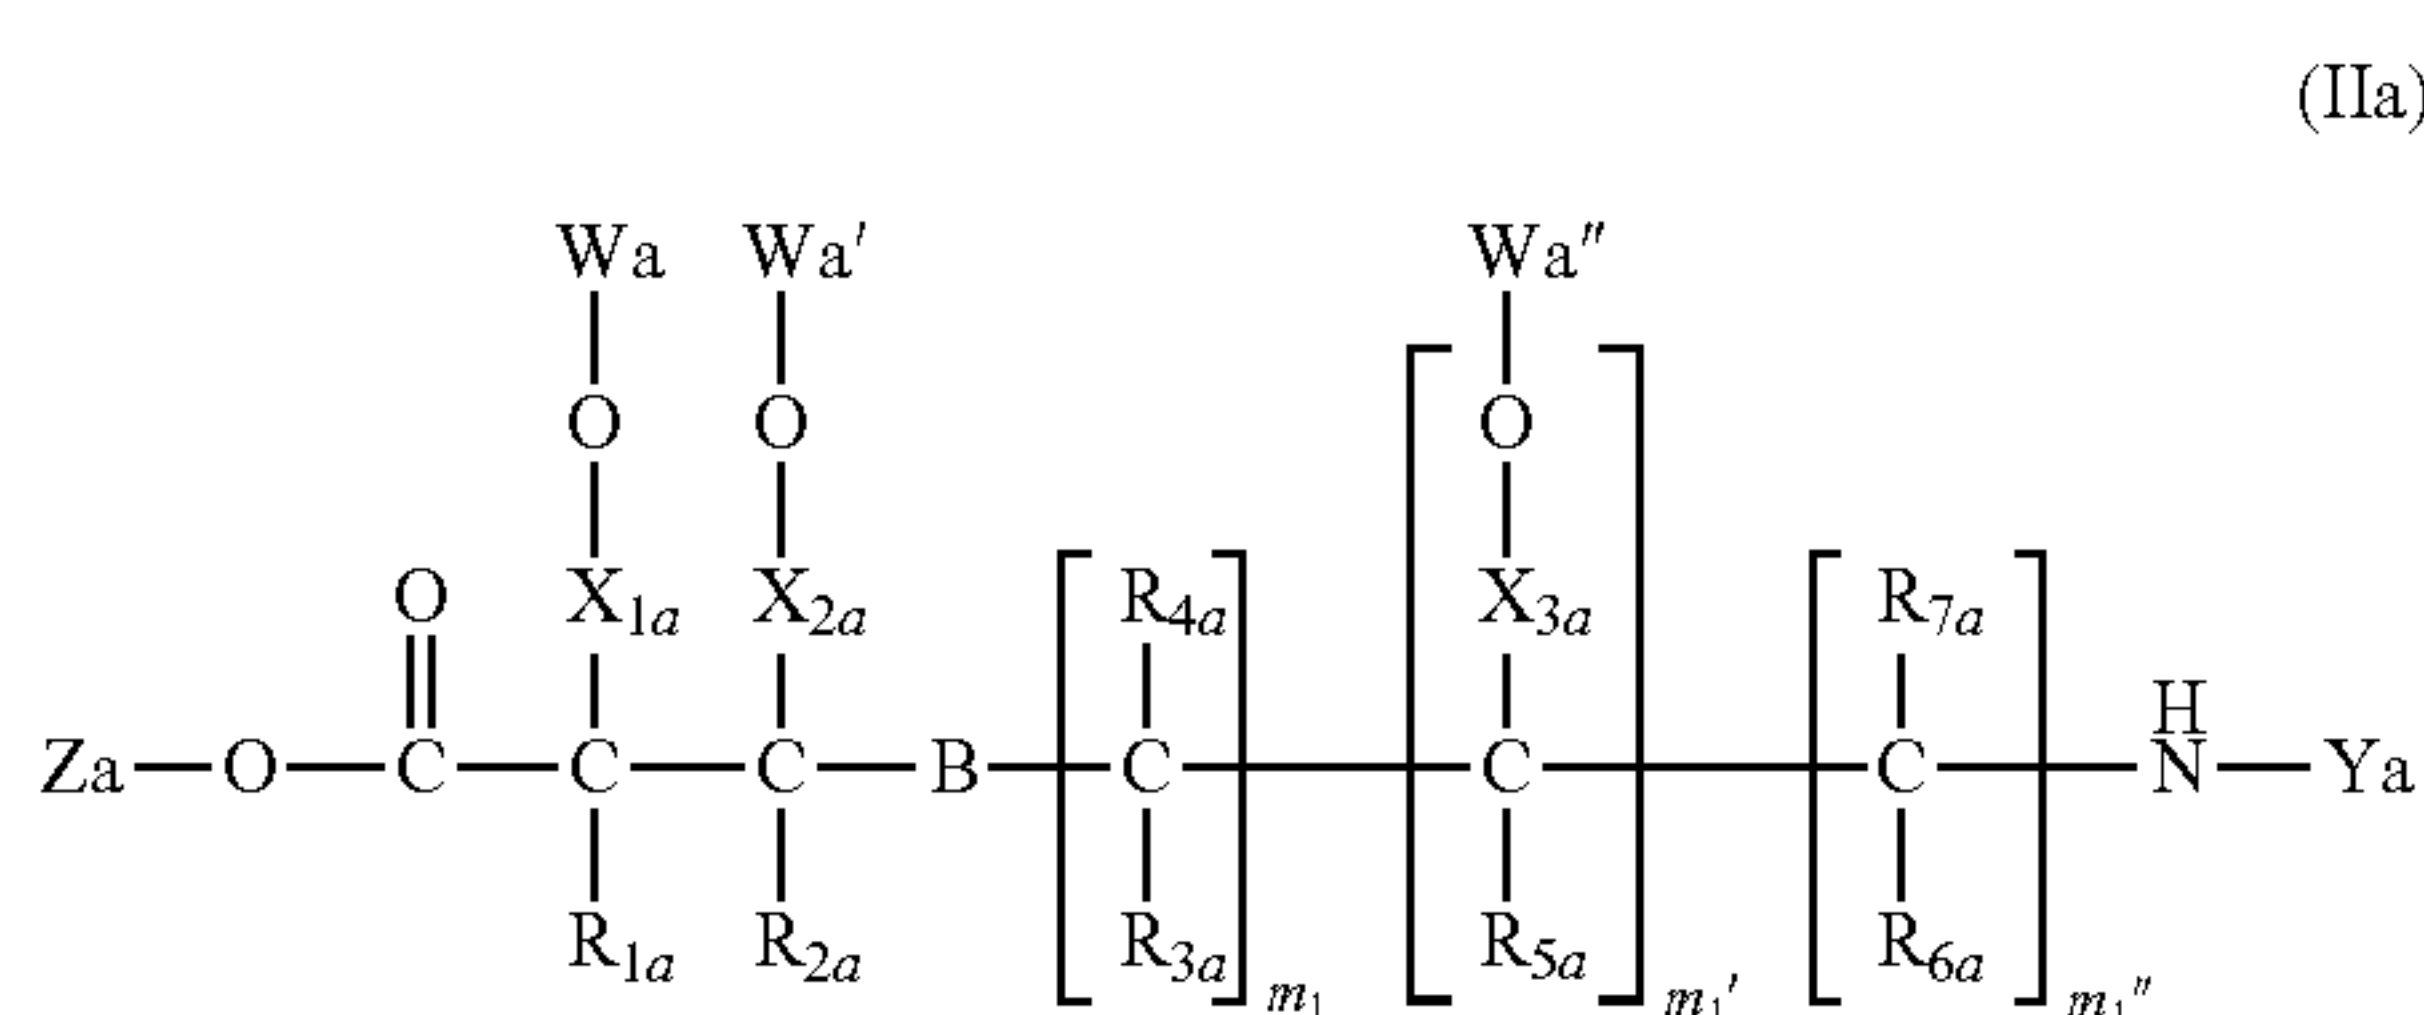 (IIa)
Wa Wa′ Wa″
O O O
O X1a X2a R4a X3a R7a
H
Za—O—C—C—C—B—C—C—C—N—Ya
R1a R2a R3a R5a R6a
m1 m1′ m1″